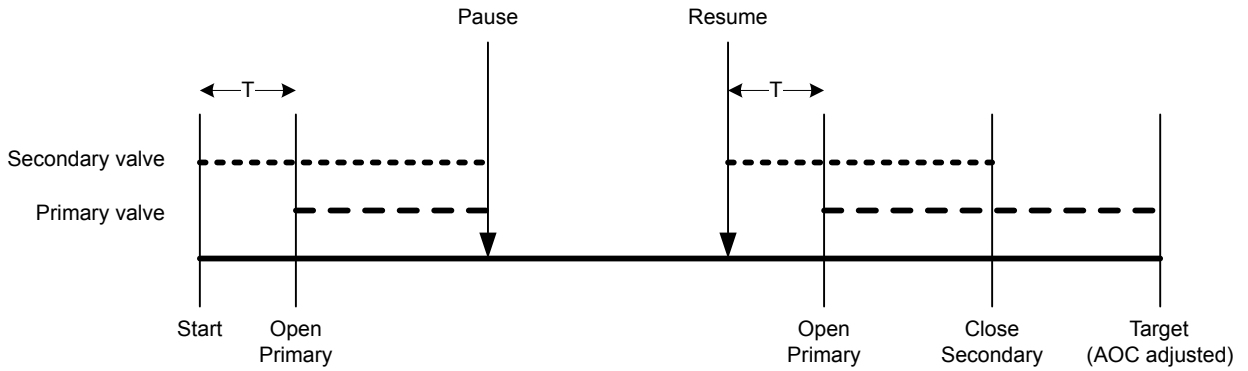 Pause
Resume
T
T
Secondary valve
Primary valve
Start
Open
Primary
Open
Primary
Close
Secondary
Target
(AOC adjusted)